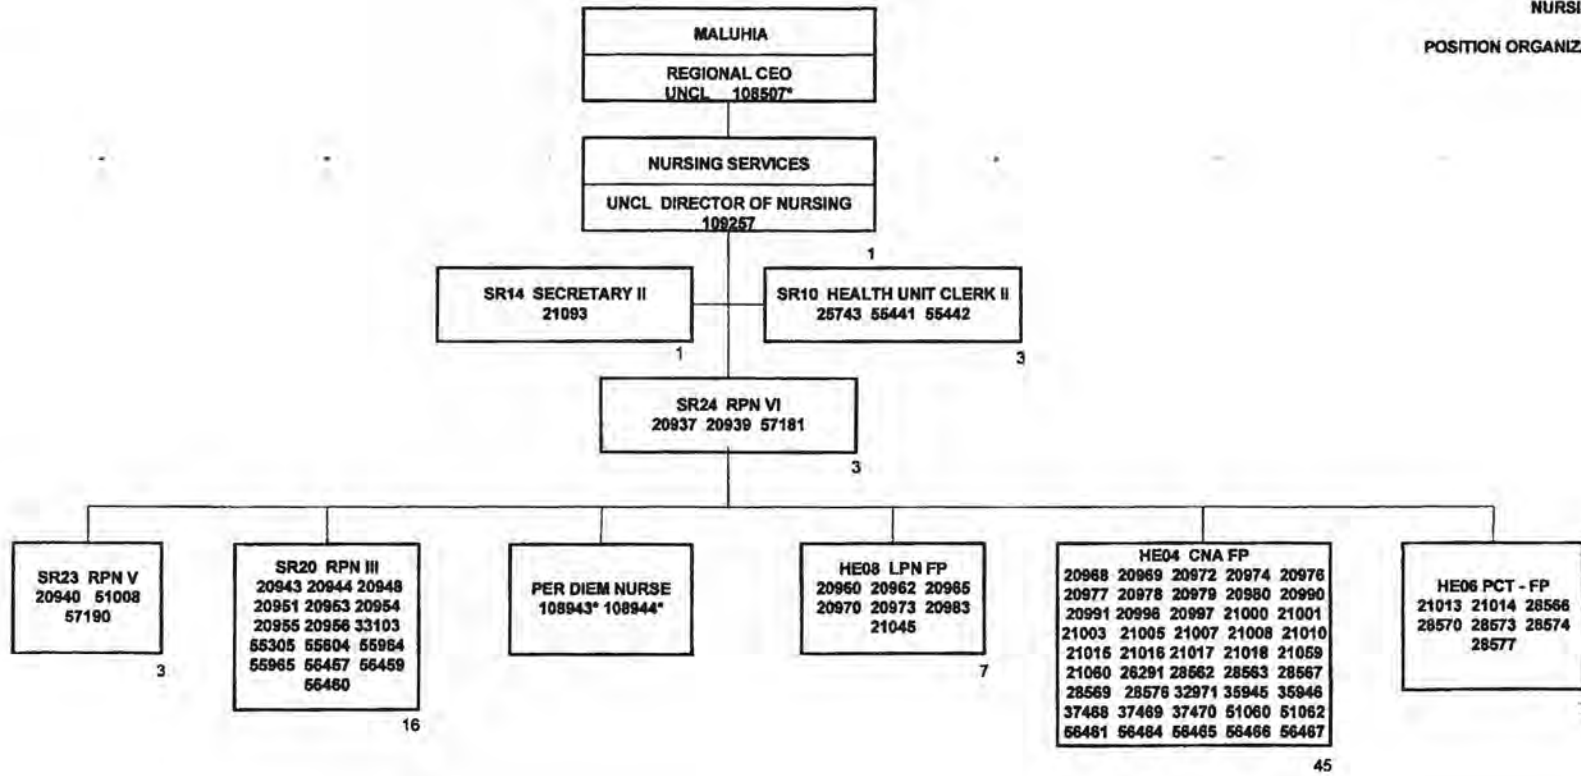 NURSI
POSITION ORGANIZ
MALUHIA
REGIONAL CEO
UNCL 108507*
NURSING SERVICES
UNCL DIRECTOR OF NURSING
109257
1
SR14 SECRETARY II
21093
1
SR10 HEALTH UNIT CLERK II
25743 55441 55442
3
SR24 RPN VI
20937 20939 57181
3
SR23 RPN V
20940 51008
57190
3
SR20 RPN III
20943 20944 20948
20951 20953 20954
20955 20956 33103
55305 55604 55964
55965 56457 56459
56460
16
PER DIEM NURSE
108943* 108944*
HE08 LPN FP
20960 20962 20965
20970 20973 20983
21045
7
HE04 CNA FP
20968 20969 20972 20974 20976
20977 20978 20979 20980 20990
20991 20996 20997 21000 21001
21003 21005 21007 21008 21010
21015 21016 21017 21018 21059
21060 26291 28562 28563 28567
28569 28576 32971 35945 35946
37468 37469 37470 51060 51062
56461 56464 56465 56466 56467
45
HE06 PCT - FP
21013 21014 28566
28570 28573 28574
28577